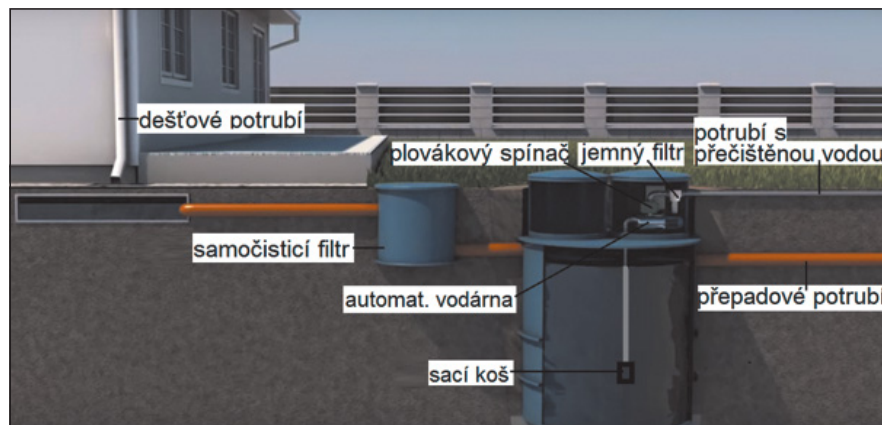 dešťové potrubí
plovákový spínač
jemný filtr
potrubí s
přečištěnou vodou
samočisticí filtr
automat. vodárna
přepadové potrubí
sací koš